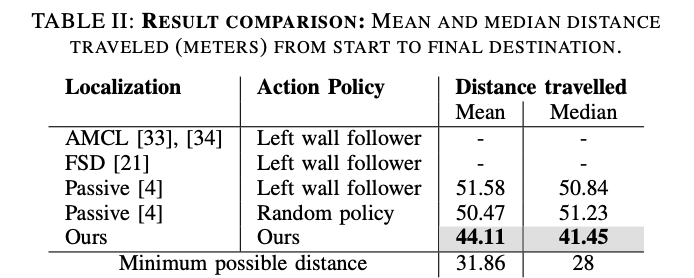 TABLE II: RESULT COMPARISON: MEAN AND MEDIAN DISTANCE
TRAVELED (METERS) FROM START TO FINAL DESTINATION.
Localization Action Policy Distance travelled
Mean Median
AMCL [33], [34] Left wall follower - -
FSD [21] Left wall follower - -
Passive [4] Left wall follower 51.58 50.84
Passive [4] Random policy 50.47 51.23
Ours Ours 44.11 41.45
Minimum possible distance 31.86 28